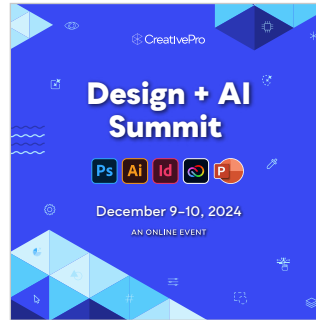 CreativePro
Design + AI
Summit
Ps Ai Id P
December 9–10, 2024
AN ONLINE EVENT